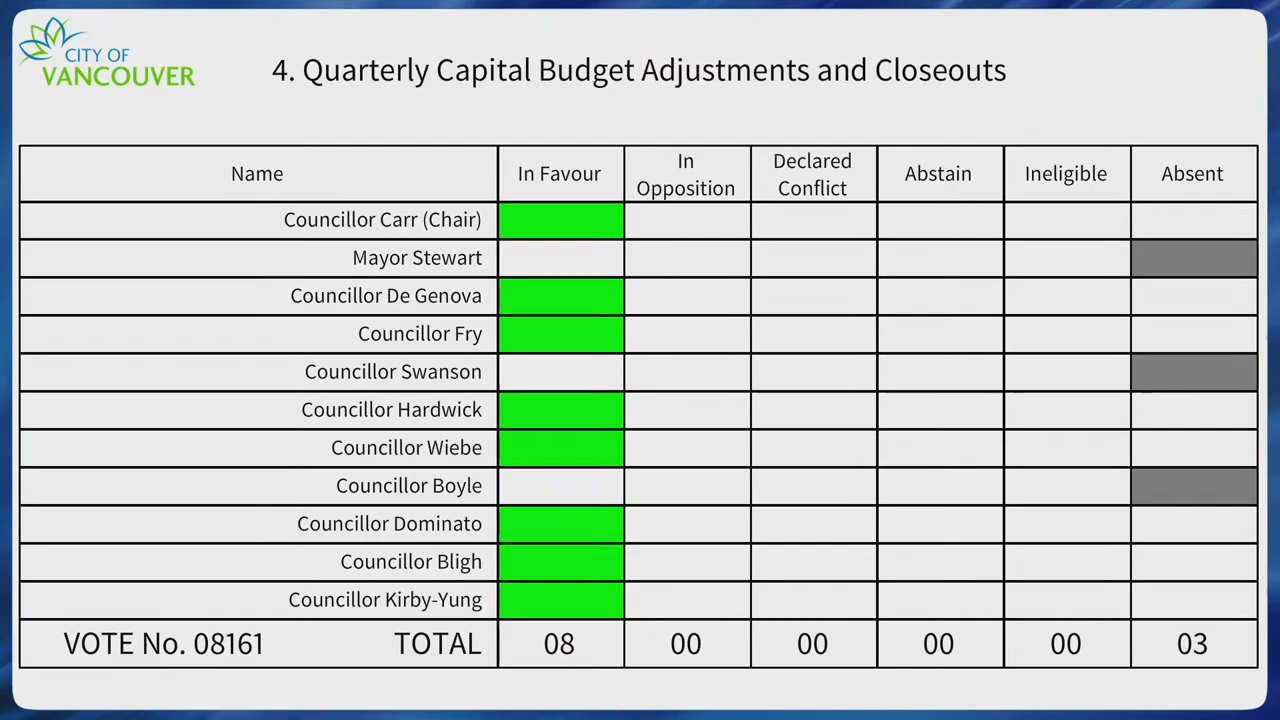 CITY OF
VANCOUVER
4. Quarterly Capital Budget Adjustments and Closeouts
Name In Favour In Opposition Declared Conflict Abstain Ineligible Absent
Councillor Carr (Chair)
Mayor Stewart
Councillor De Genova
Councillor Fry
Councillor Swanson
Councillor Hardwick
Councillor Wiebe
Councillor Boyle
Councillor Dominato
Councillor Bligh
Councillor Kirby-Yung
VOTE No. 08161 TOTAL 08 00 00 00 00 03